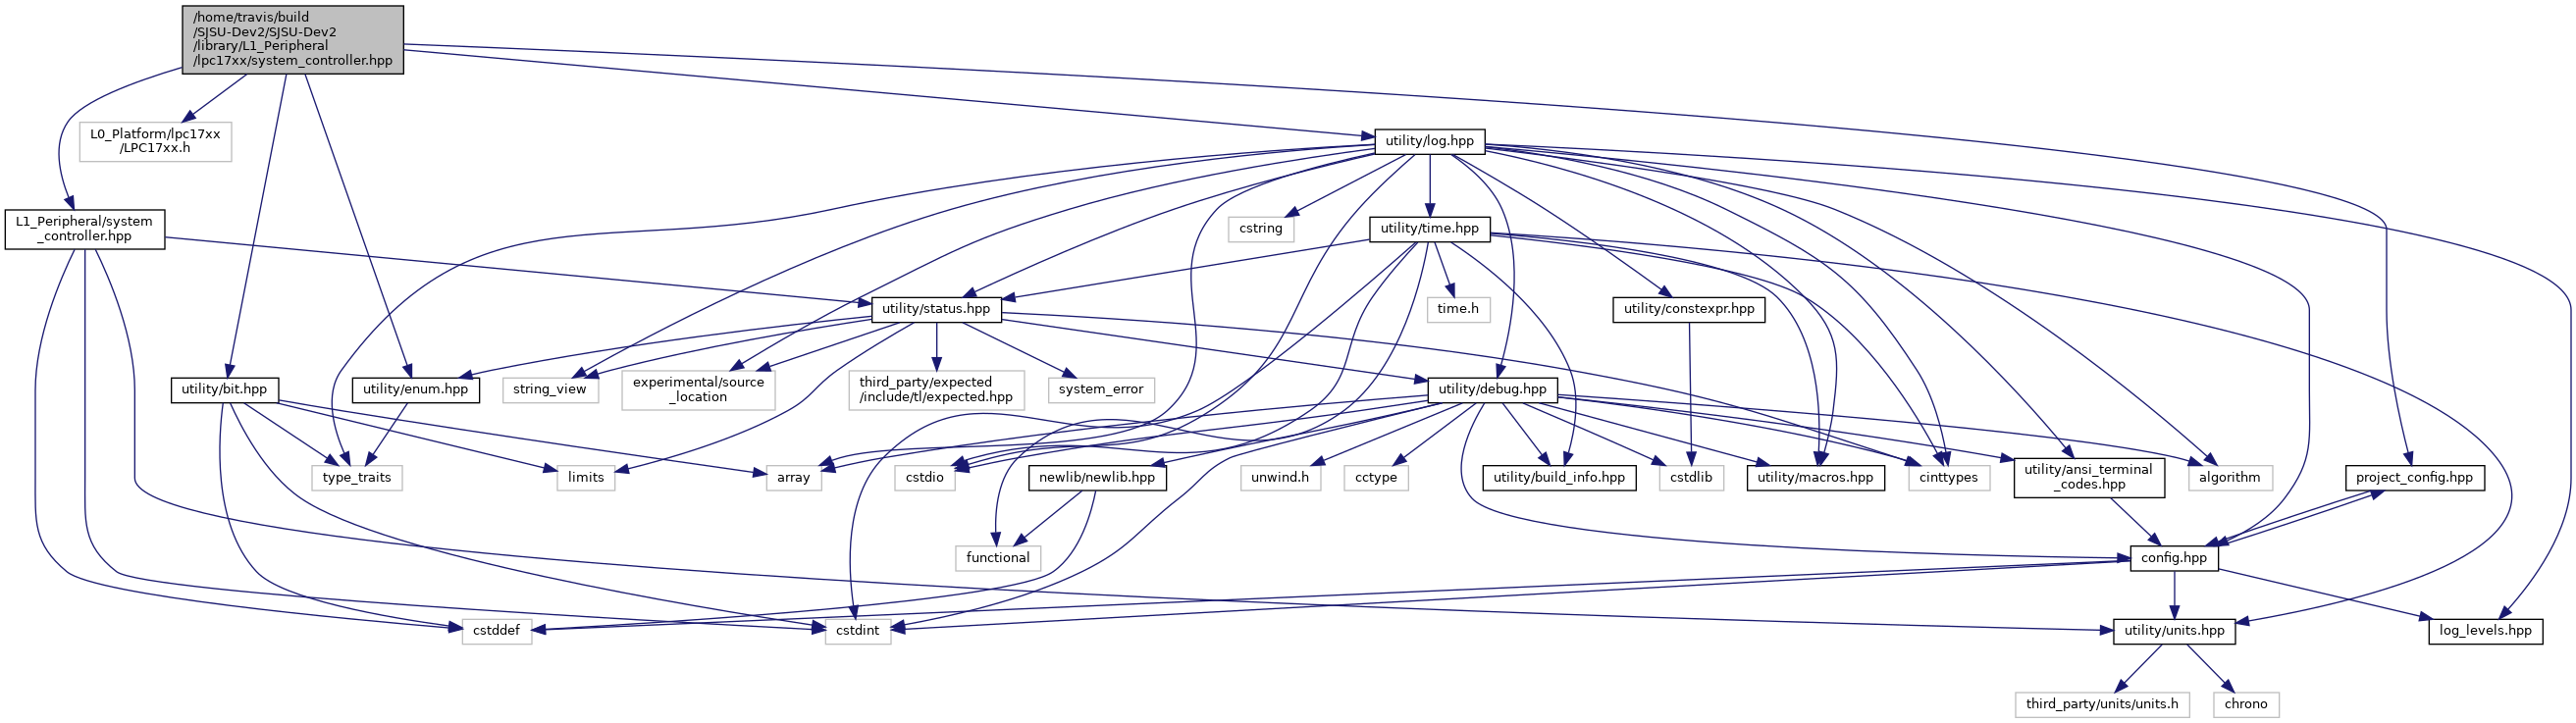 /home/travis/build
/SJSU-Dev2/SJSU-Dev2
/library/L1_Peripheral
/lpc17xx/system_controller.hpp
L0_Platform/lpc17xx
/LPC17xx.h
utility/log.hpp
L1_Peripheral/system
_controller.hpp
cstring
utility/time.hpp
utility/status.hpp
time.h
utility/constexpr.hpp
utility/bit.hpp
utility/enum.hpp
string_view
experimental/source
_location
third_party/expected
/include/tl/expected.hpp
system_error
utility/debug.hpp
type_traits
limits
array
cstdio
newlib/newlib.hpp
unwind.h
cctype
utility/build_info.hpp
cstdlib
utility/macros.hpp
cinttypes
utility/ansi_terminal
_codes.hpp
algorithm
project_config.hpp
functional
config.hpp
cstddef
cstdint
utility/units.hpp
log_levels.hpp
third_party/units/units.h
chrono